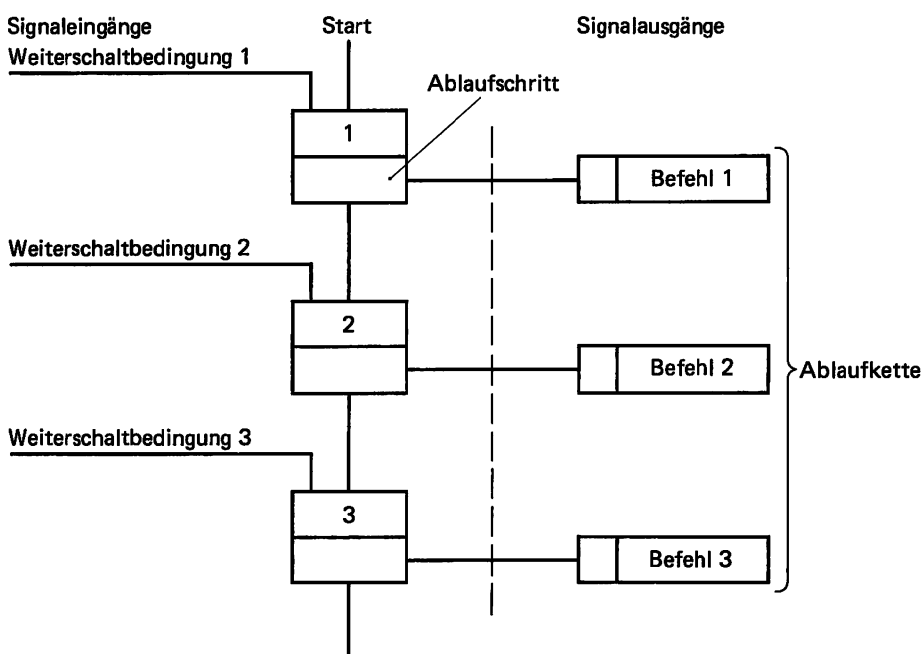 Signaleingänge
Start
Signalausgänge
Weiterschaltbedingung 1
Ablaufschritt
1
Befehl 1
Weiterschaltbedingung 2
2
Befehl 2
Ablaufkette
Weiterschaltbedingung 3
3
Befehl 3